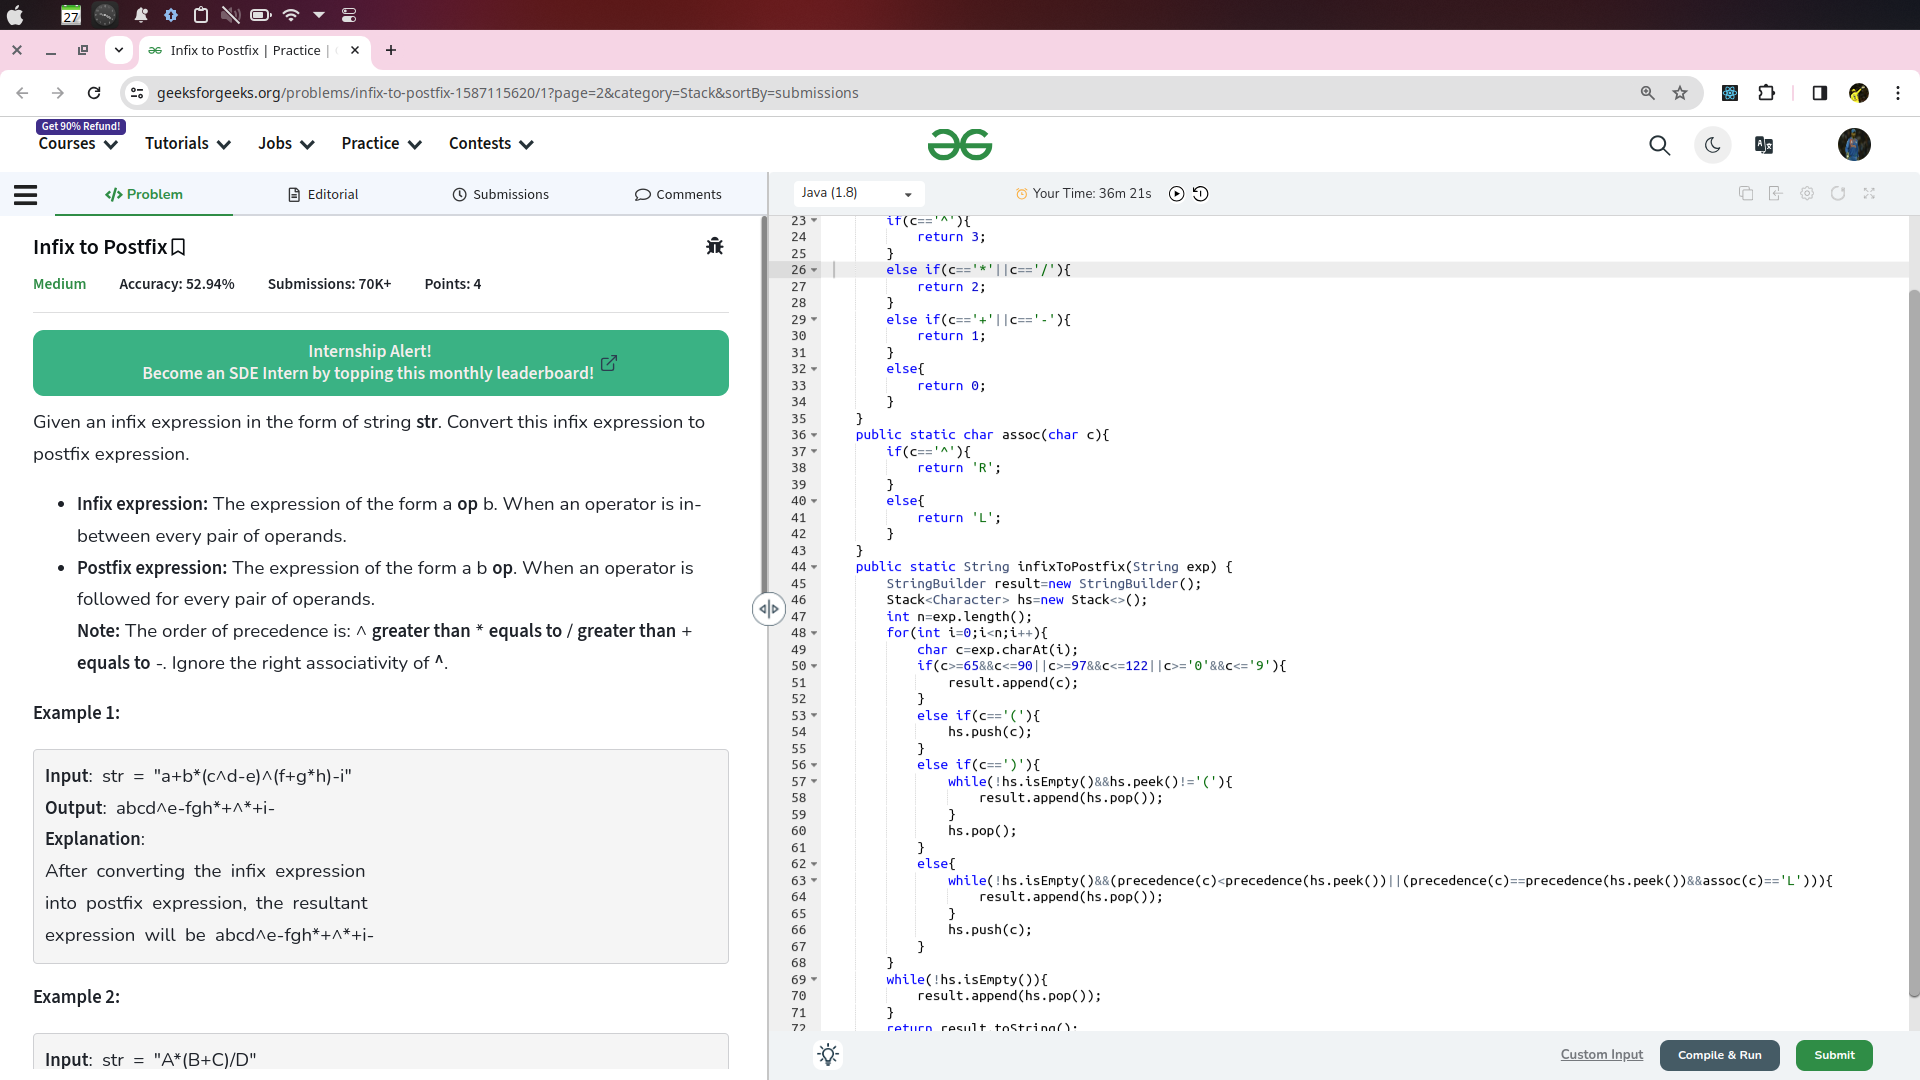 27
Infix to Postfix | Practice |
geeksforgeeks.org/problems/infix-to-postfix-1587115620/1?page=2&category=Stack&sortBy=submissions
Get 90% Refund!
Courses
Tutorials
Jobs
Practice
Contests
Problem
Editorial
Submissions
Comments
Infix to Postfix
Medium
Accuracy: 52.94%
Submissions: 70K+
Points: 4
Internship Alert!
Become an SDE Intern by topping this monthly leaderboard!
Given an infix expression in the form of string str. Convert this infix expression to
postfix expression.
• Infix expression: The expression of the form a op b. When an operator is in-
between every pair of operands.
• Postfix expression: The expression of the form a b op. When an operator is
followed for every pair of operands.
Note: The order of precedence is: ^ greater than * equals to / greater than +
equals to -. Ignore the right associativity of ^.
Example 1:
Input: str = "a+b*(c^d-e)^(f+g*h)-i"
Output: abcd^e-fgh*+^*+i-
Explanation:
After converting the infix expression
into postfix expression, the resultant
expression will be abcd^e-fgh*+^*+i-
Example 2:
Input: str = "A*(B+C)/D"
Java (1.8)
Your Time: 36m 21s
23 if(c=='^'){
24 return 3;
25 }
26 else if(c=='*'||c=='/'){
27 return 2;
28 }
29 else if(c=='+'||c=='-'){
30 return 1;
31 }
32 else{
33 return 0;
34 }
35 }
36 public static char assoc(char c){
37 if(c=='^'){
38 return 'R';
39 }
40 else{
41 return 'L';
42 }
43 }
44 public static String infixToPostfix(String exp) {
45 StringBuilder result=new StringBuilder();
46 Stack<Character> hs=new Stack<>();
47 int n=exp.length();
48 for(int i=0;i<n;i++){
49 char c=exp.charAt(i);
50 if(c>=65&&c<=90||c>=97&&c<=122||c>='0'&&c<='9'){
51 result.append(c);
52 }
53 else if(c=='('){
54 hs.push(c);
55 }
56 else if(c==')'){
57 while(!hs.isEmpty()&&hs.peek()!='('){
58 result.append(hs.pop());
59 }
60 hs.pop();
61 }
62 else{
63 while(!hs.isEmpty()&&(precedence(c)<precedence(hs.peek())||(precedence(c)==precedence(hs.peek())&&assoc(c)=='L'))){
64 result.append(hs.pop());
65 }
66 hs.push(c);
67 }
68 }
69 while(!hs.isEmpty()){
70 result.append(hs.pop());
71 }
72 return result.toString();
Custom Input
Compile & Run
Submit